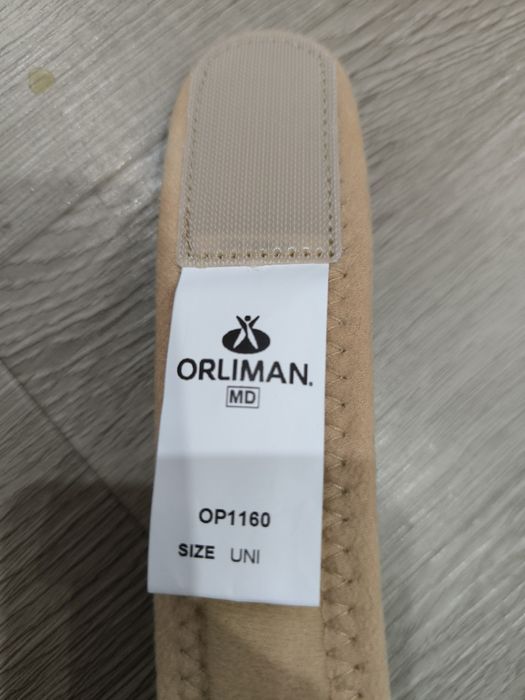 ORLIMAN.
MD
OP1160
SIZE UNI